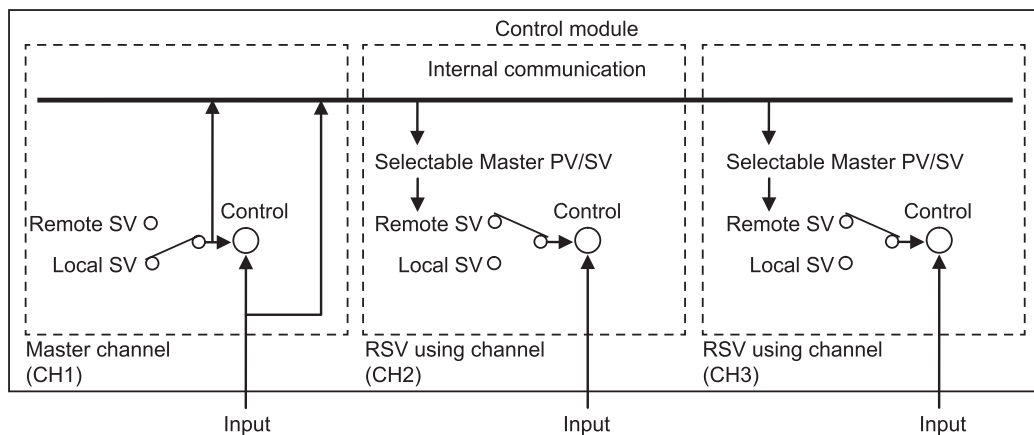 Control module
Internal communication
Selectable Master PV/SV
Selectable Master PV/SV
Remote SV
Control
Local SV
Remote SV
Control
Local SV
Remote SV
Control
Local SV
Master channel
(CH1)
RSV using channel
(CH2)
RSV using channel
(CH3)
Input
Input
Input